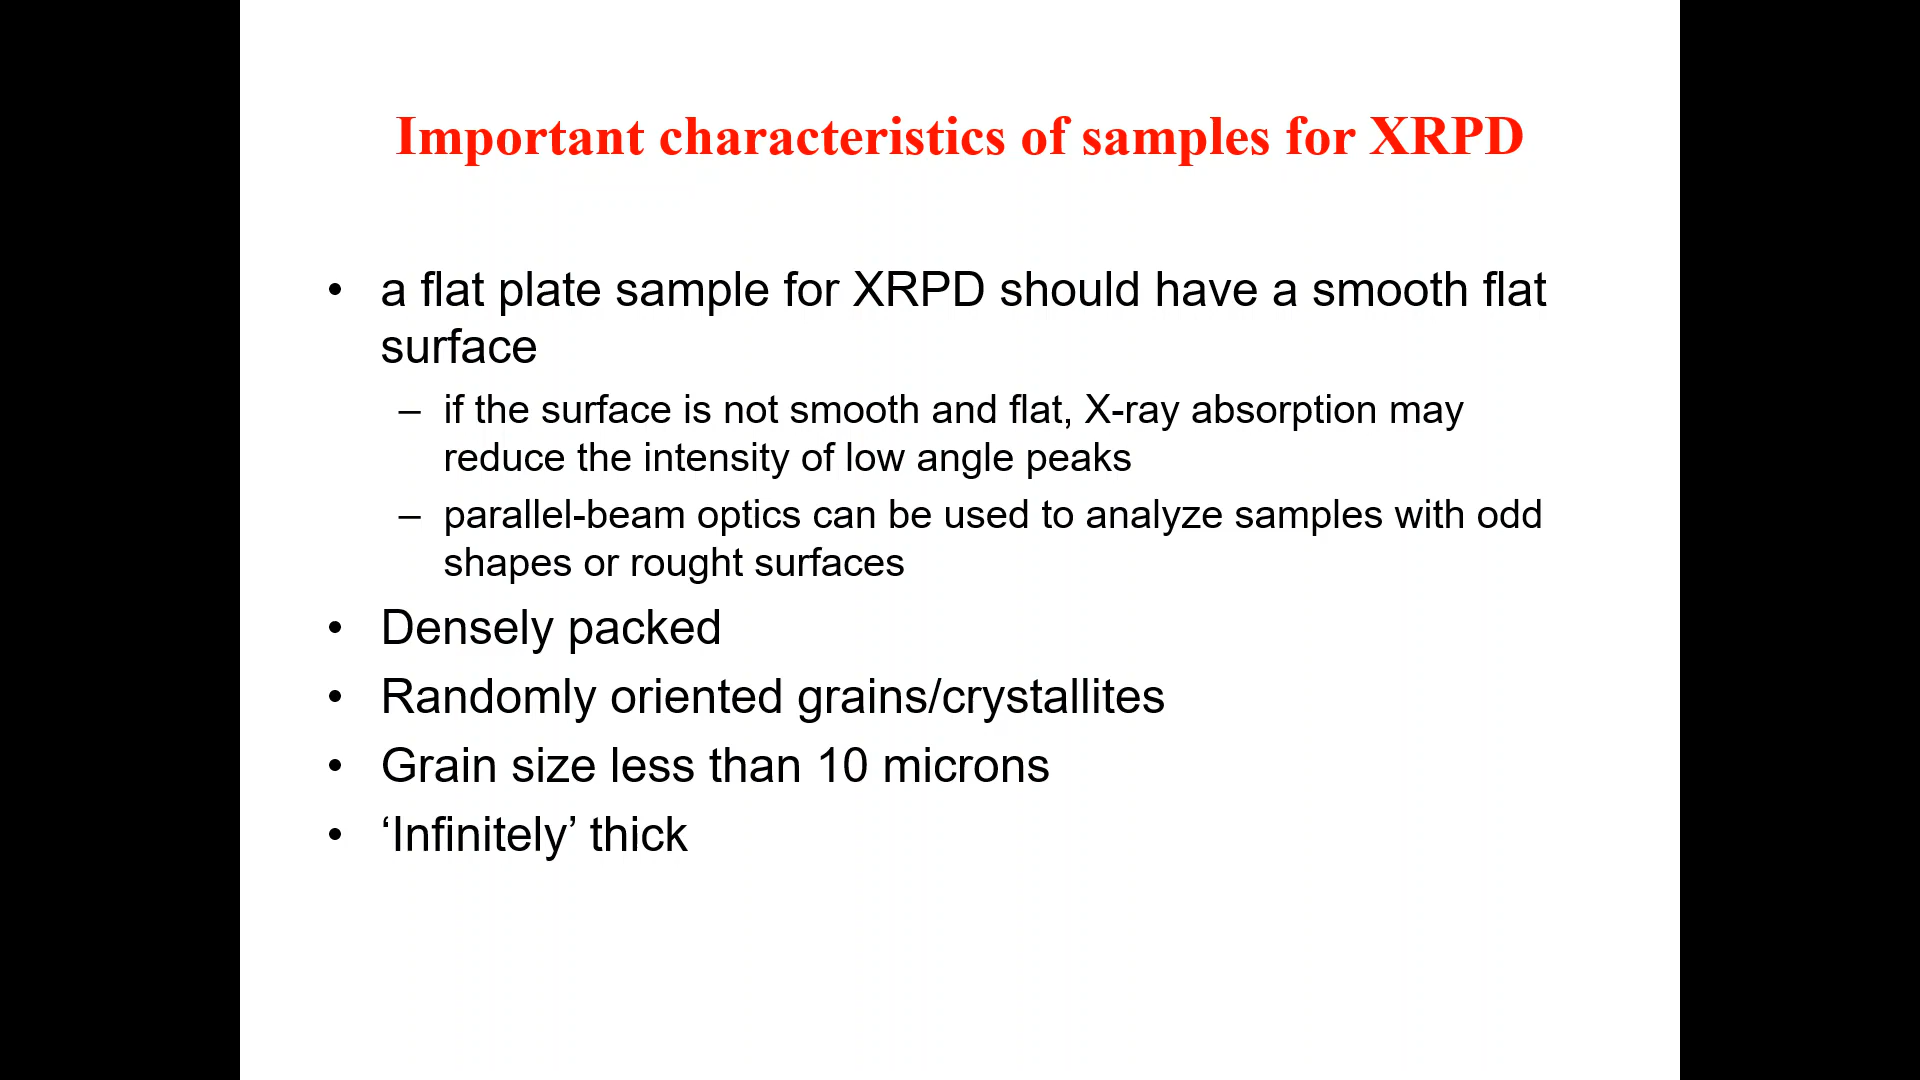 Important characteristics of samples for XRPD
• a flat plate sample for XRPD should have a smooth flat
surface
– if the surface is not smooth and flat, X-ray absorption may
reduce the intensity of low angle peaks
– parallel-beam optics can be used to analyze samples with odd
shapes or rought surfaces
• Densely packed
• Randomly oriented grains/crystallites
• Grain size less than 10 microns
• ‘Infinitely’ thick